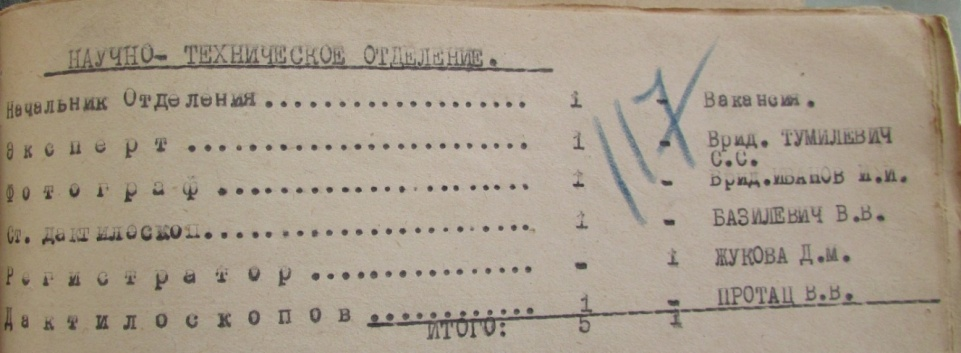 НАУЧНО- ТЕХНИЧЕСКОЕ ОТДЕЛЕНИЕ.
Начальник Отделения.................... 1 - Вакансия.
Эксперт .......................... 1 - Врид. ТУМИЛЕВИЧ
С.С.
Фотограф ........................ 1 - Врид.ИВАНОВ И.И.
Ст. дактилоскоп......................... 1 - БАЗИЛЕВИЧ В.В.
Регистратор ................. - 1 ЖУКОВА Д.М.
Дактилоскопов ............ 1 - ПРОТАЦ В.В.
ИТОГО: 5 1
117